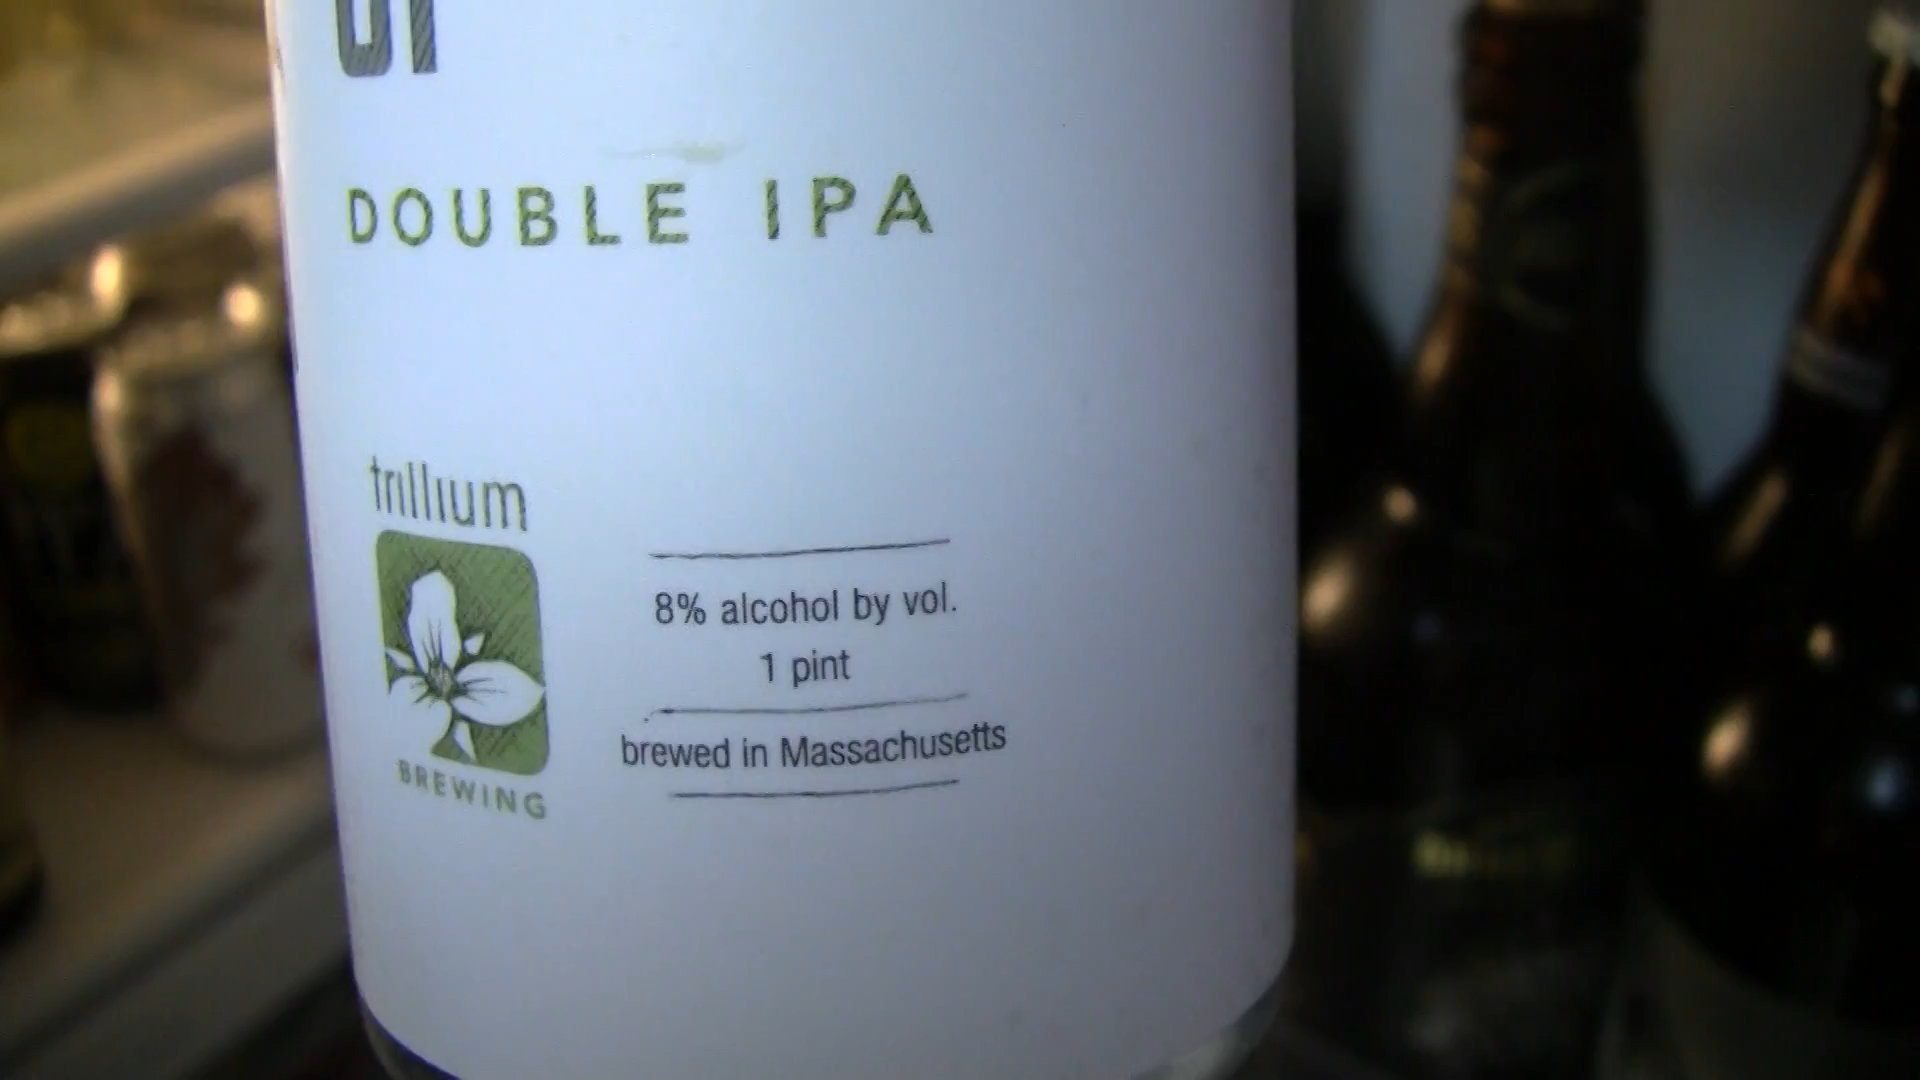 DOUBLE IPA
trillium
BREWING
8% alcohol by vol.
1 pint
brewed in Massachusetts